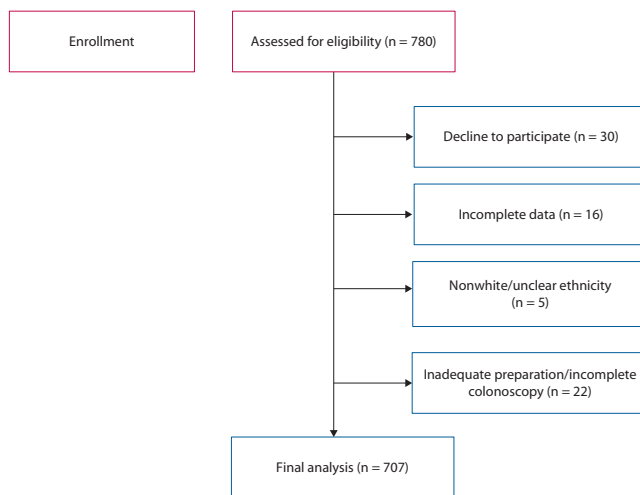 Enrollment
Assessed for eligibility (n = 780)
Decline to participate (n = 30)
Incomplete data (n = 16)
Nonwhite/unclear ethnicity
(n = 5)
Inadequate preparation/incomplete
colonoscopy (n = 22)
Final analysis (n = 707)